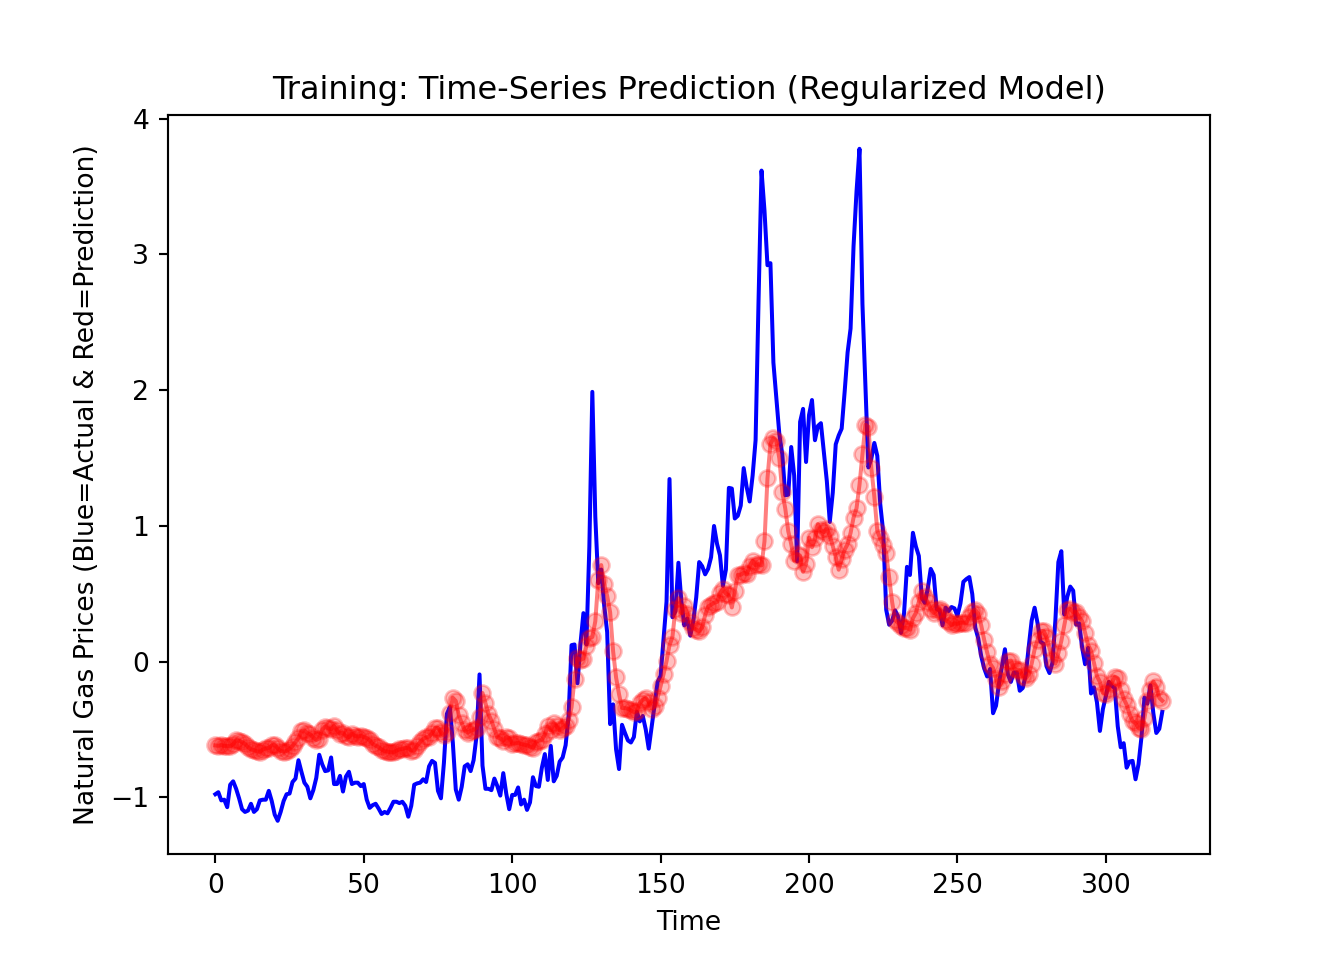 Training: Time-Series Prediction (Regularized Model)
Natural Gas Prices (Blue=Actual & Red=Prediction)
4
3
2
1
0
−1
0 50 100 150 200 250 300
Time